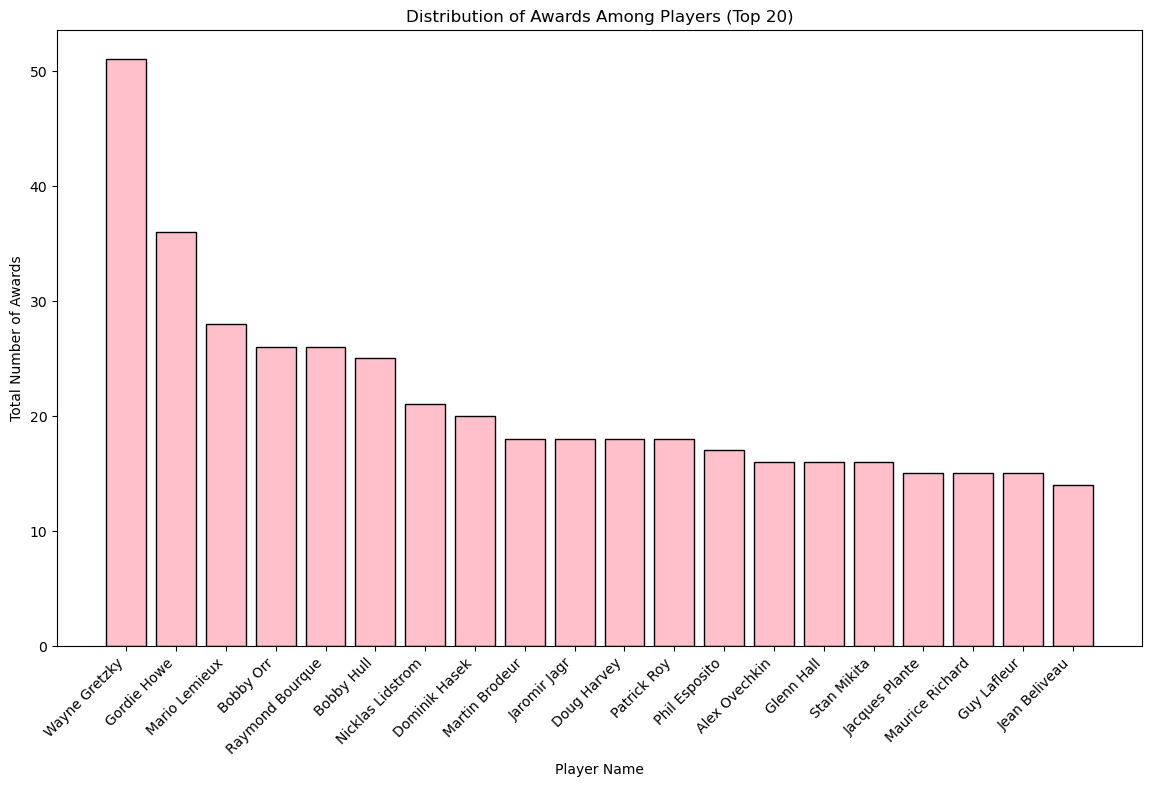 Distribution of Awards Among Players (Top 20)
Total Number of Awards
50
40
30
20
10
0
Wayne Gretzky
Gordie Howe
Mario Lemieux
Bobby Orr
Raymond Bourque
Bobby Hull
Nicklas Lidstrom
Dominik Hasek
Martin Brodeur
Jaromir Jagr
Doug Harvey
Patrick Roy
Phil Esposito
Alex Ovechkin
Glenn Hall
Stan Mikita
Jacques Plante
Maurice Richard
Guy Lafleur
Jean Beliveau
Player Name